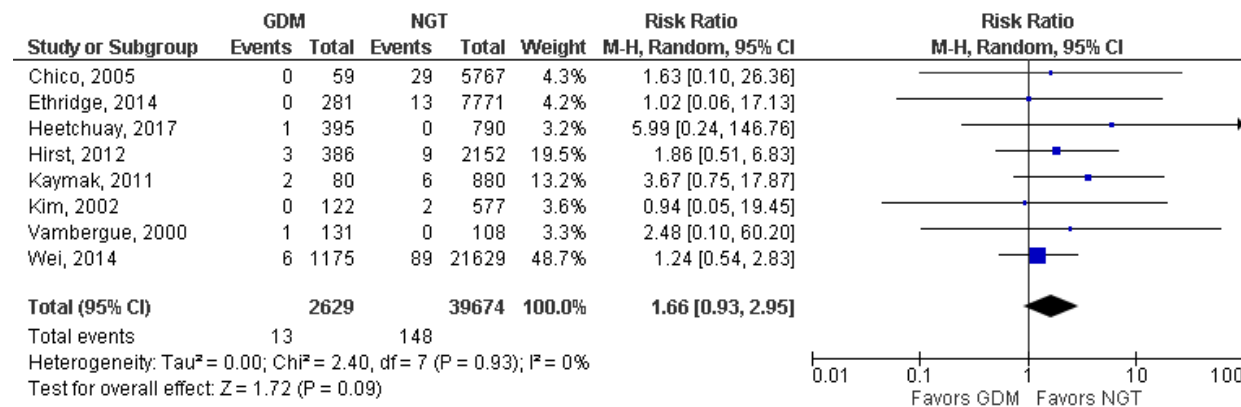 GDM NGT Risk Ratio Risk Ratio
Study or Subgroup Events Total Events Total Weight M-H, Random, 95% CI M-H, Random, 95% CI
Chico, 2005 0 59 29 5767 4.3% 1.63 [0.10, 26.36]
Ethridge, 2014 0 281 13 7771 4.2% 1.02 [0.06, 17.13]
Heetchuay, 2017 1 395 0 790 3.2% 5.99 [0.24, 146.76]
Hirst, 2012 3 386 9 2152 19.5% 1.86 [0.51, 6.83]
Kaymak, 2011 2 80 6 880 13.2% 3.67 [0.75, 17.87]
Kim, 2002 0 122 2 577 3.6% 0.94 [0.05, 19.45]
Vambergue, 2000 1 131 0 108 3.3% 2.48 [0.10, 60.20]
Wei, 2014 6 1175 89 21629 48.7% 1.24 [0.54, 2.83]
Total (95% CI) 2629 39674 100.0% 1.66 [0.93, 2.95]
Total events 13 148
Heterogeneity: Tau² = 0.00; Chi² = 2.40, df = 7 (P = 0.93); I² = 0%
Test for overall effect: Z = 1.72 (P = 0.09)
0.01 0.1 1 10 100
Favors GDM Favors NGT